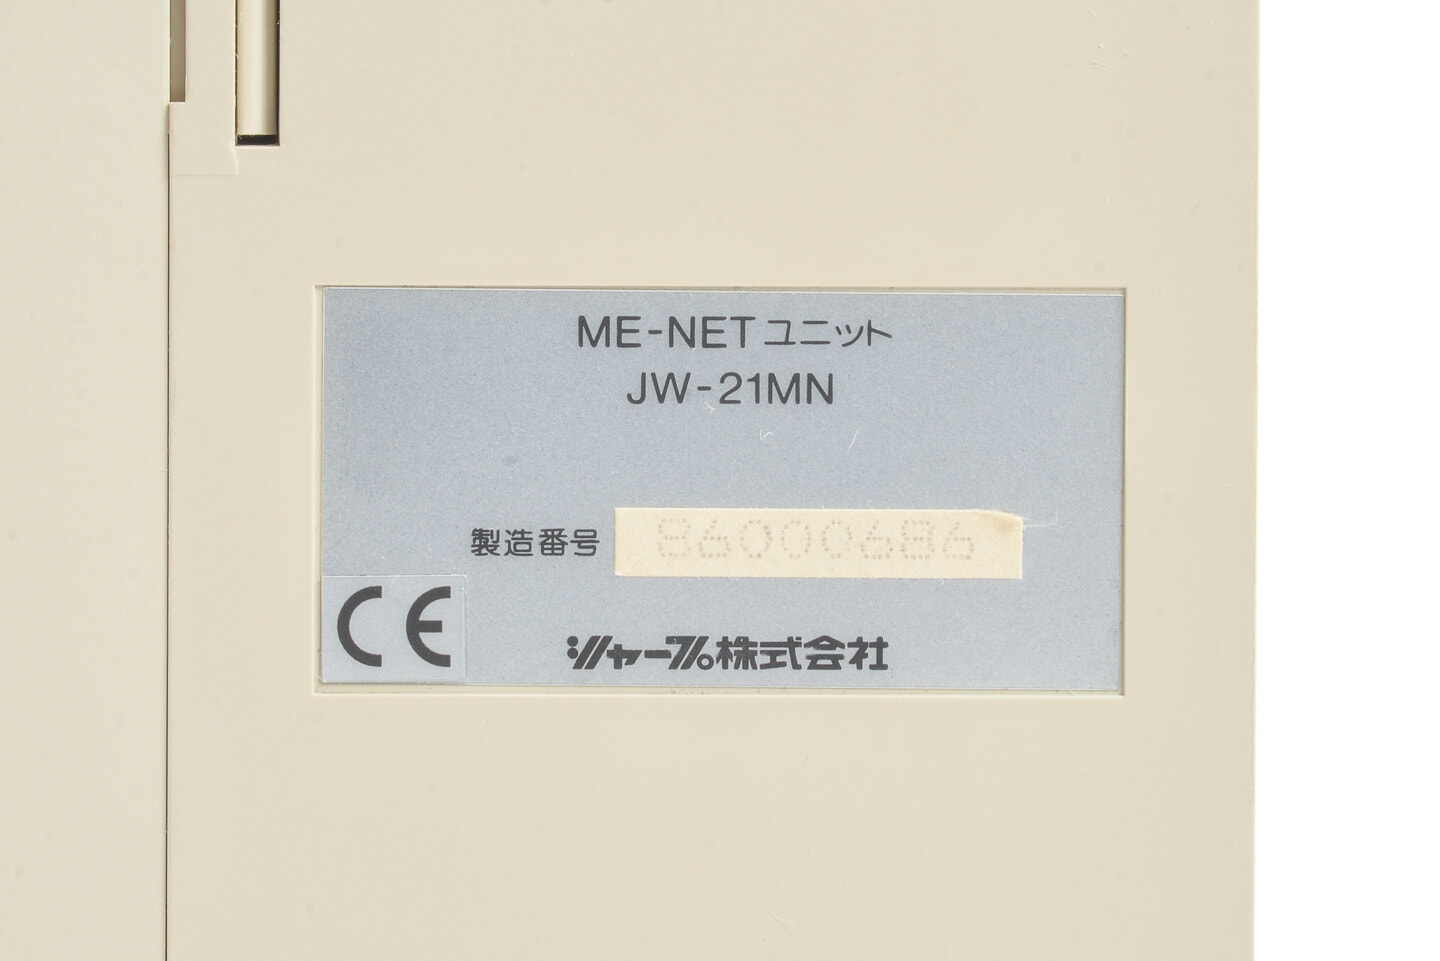 ME-NETユニット
JW-21MN
製造番号 86000686
CE
シャープ株式会社